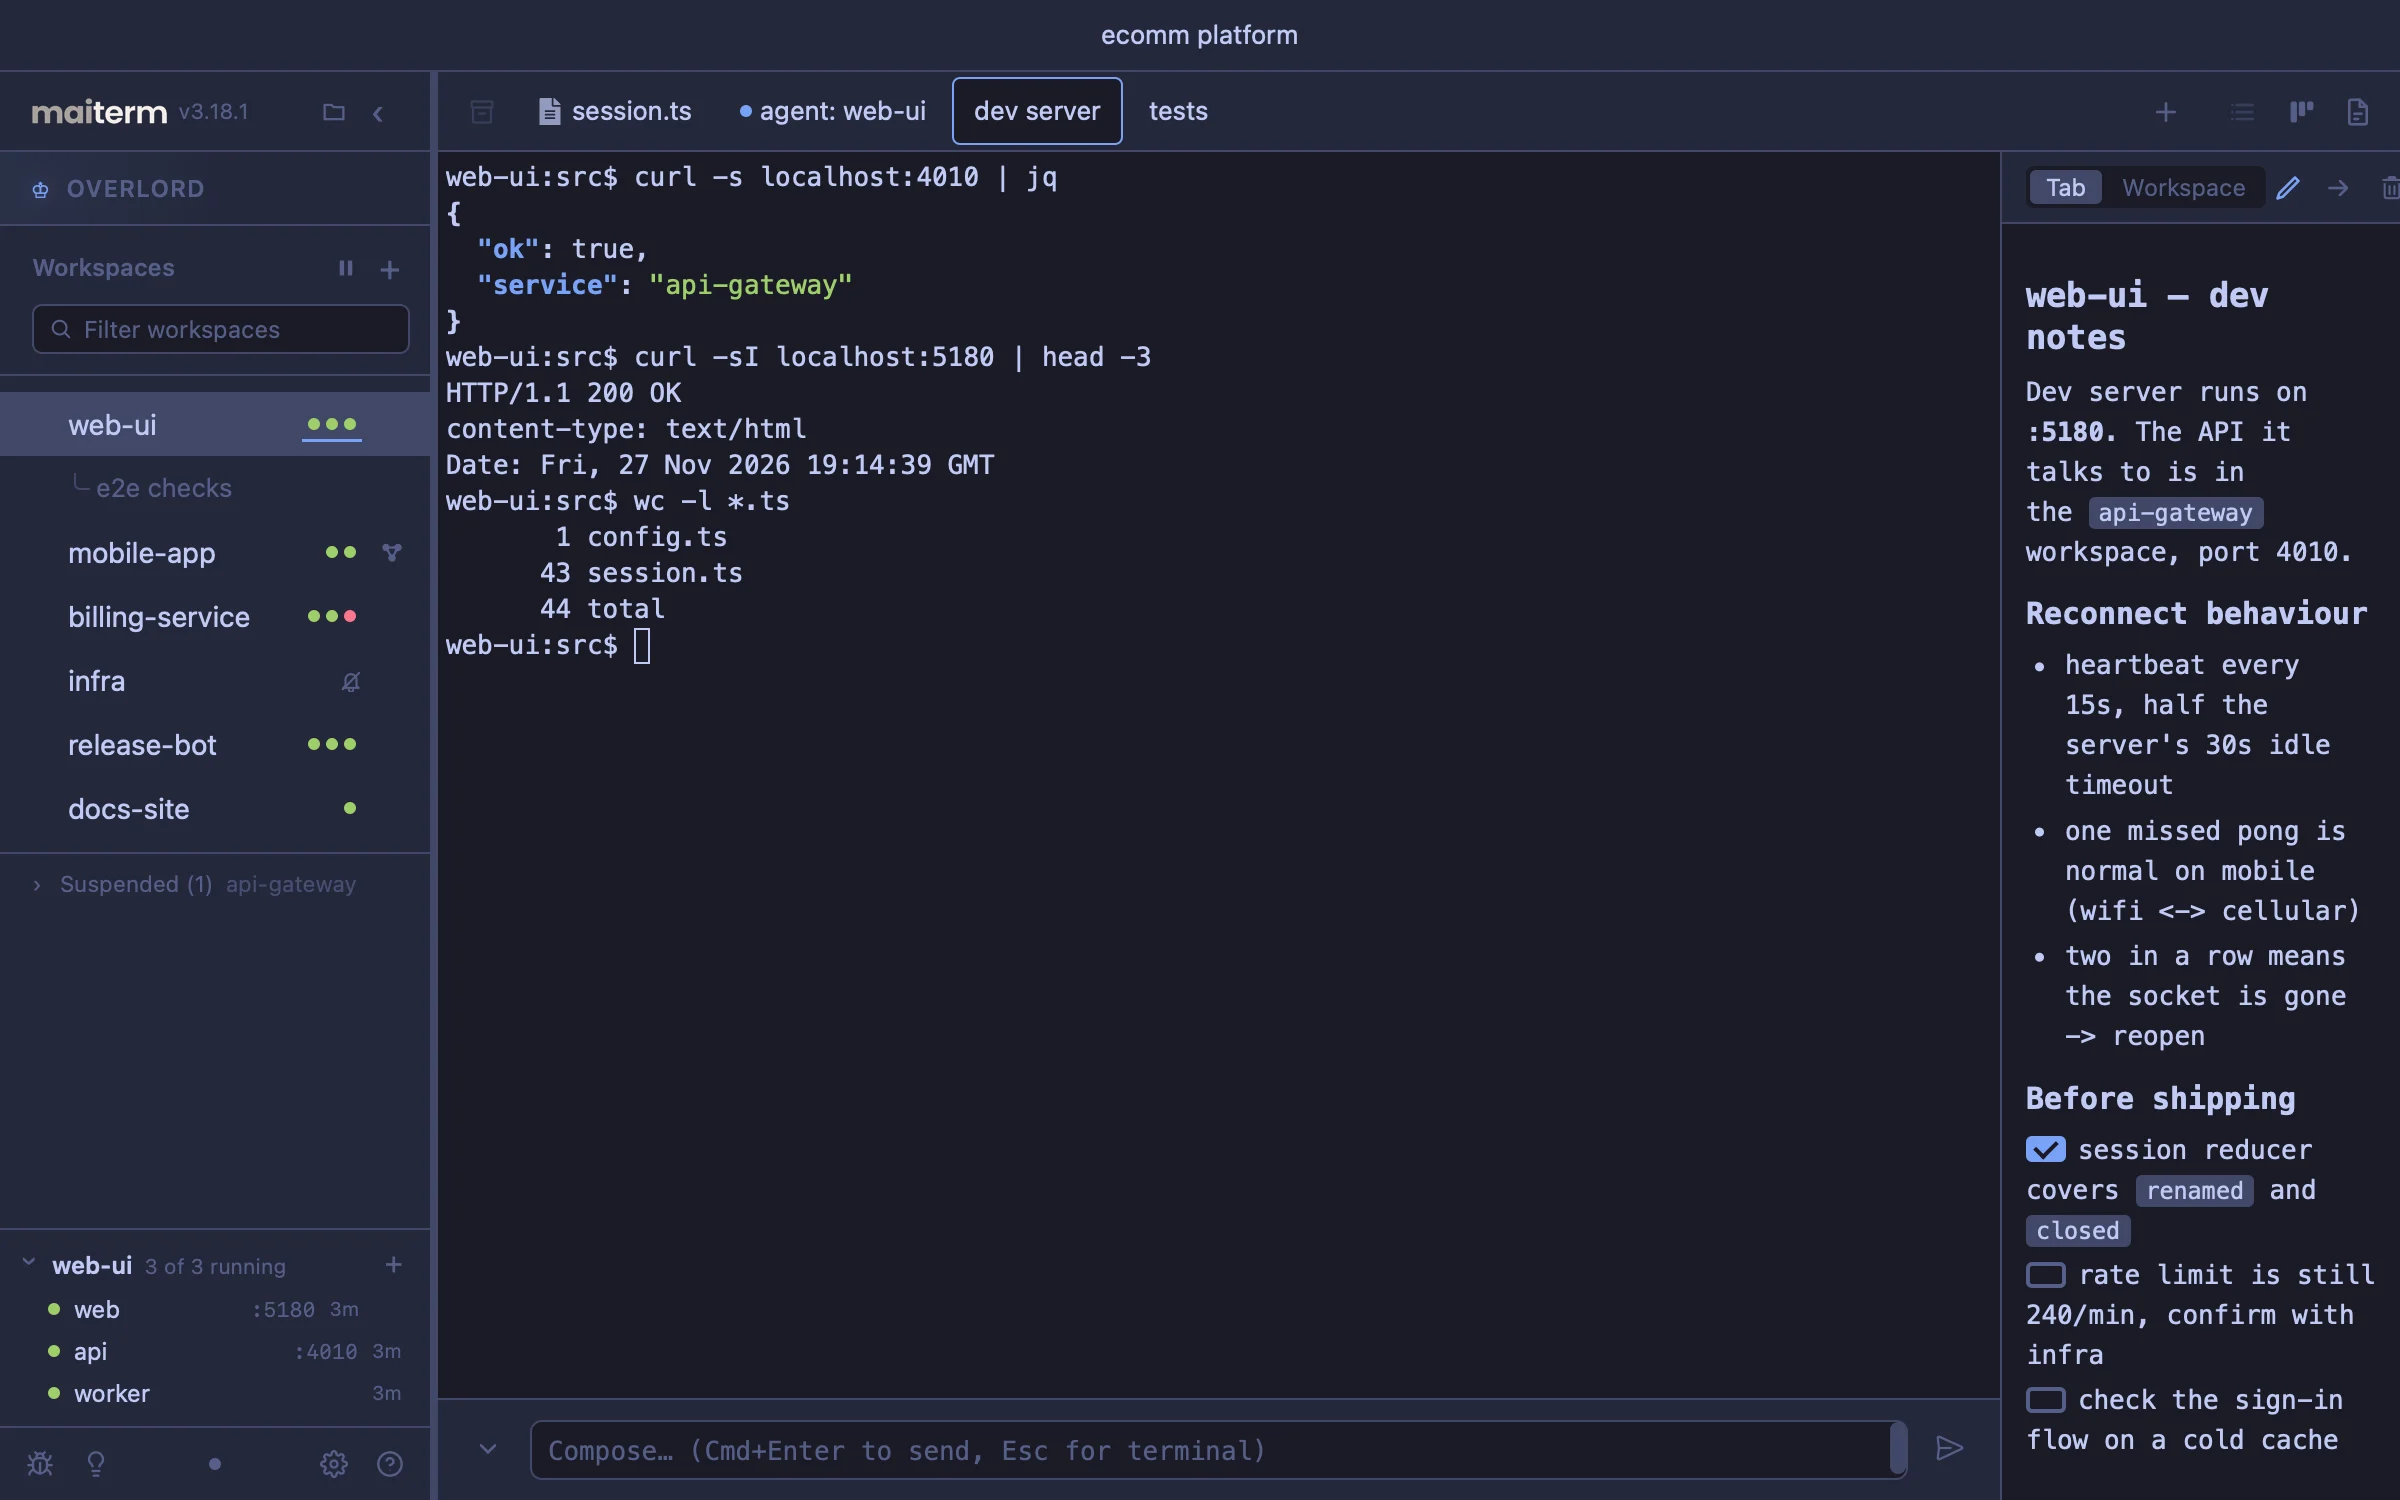 ecomm platform
maiterm v3.18.1
OVERLORD
Workspaces
Filter workspaces
web-ui
e2e checks
mobile-app
billing-service
infra
release-bot
docs-site
Suspended (1) api-gateway
web-ui 3 of 3 running
web :5180 3m
api :4010 3m
worker 3m
session.ts
agent: web-ui
dev server
tests
web-ui:src$ curl -s localhost:4010 | jq
{
"ok": true,
"service": "api-gateway"
}
web-ui:src$ curl -sI localhost:5180 | head -3
HTTP/1.1 200 OK
content-type: text/html
Date: Fri, 27 Nov 2026 19:14:39 GMT
web-ui:src$ wc -l *.ts
1 config.ts
43 session.ts
44 total
web-ui:src$
Compose… (Cmd+Enter to send, Esc for terminal)
Tab Workspace
web-ui – dev
notes
Dev server runs on
:5180. The API it
talks to is in
the api-gateway
workspace, port 4010.
Reconnect behaviour
• heartbeat every
15s, half the
server's 30s idle
timeout
• one missed pong is
normal on mobile
(wifi <-> cellular)
• two in a row means
the socket is gone
-> reopen
Before shipping
session reducer
covers renamed and
closed
rate limit is still
240/min, confirm with
infra
check the sign-in
flow on a cold cache